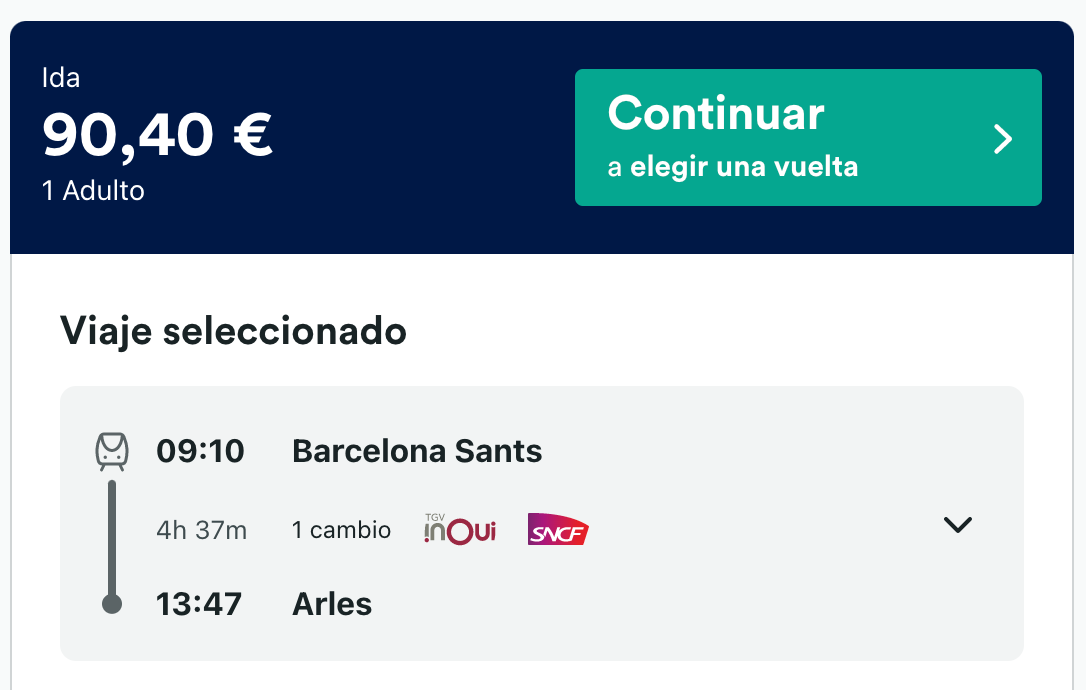 Ida
90,40 €
1 Adulto
Continuar
a elegir una vuelta
Viaje seleccionado
09:10 Barcelona Sants
4h 37m 1 cambio TGV inOui SNCF
13:47 Arles